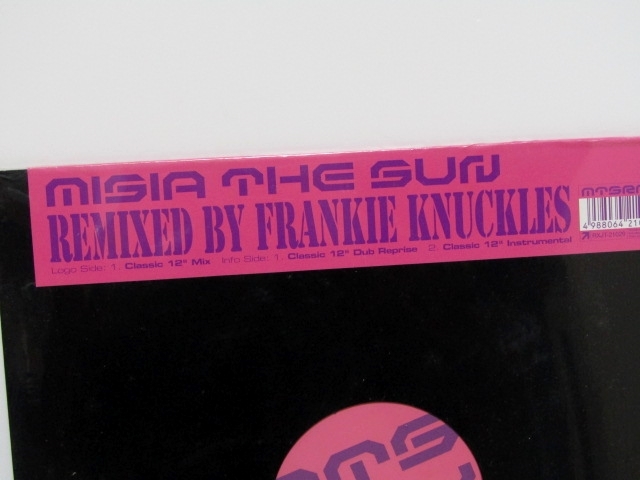 MISIA THE SUN
REMIXED BY FRANKIE KNUCKLES
Logo Side: 1. Classic 12" Mix Info Side: 1. Classic 12" Dub Reprise 2. Classic 12" Instrumental
4 988064 210